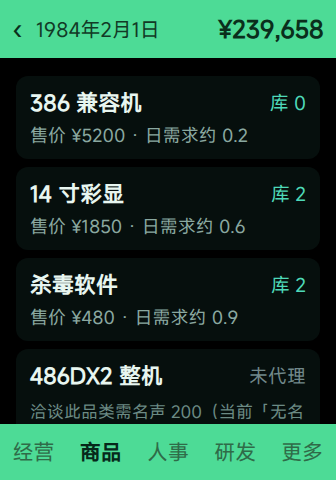 ‹ 1984年2月1日 ¥239,658
386 兼容机 库 0
售价 ¥5200 · 日需求约 0.2
14 寸彩显 库 2
售价 ¥1850 · 日需求约 0.6
杀毒软件 库 2
售价 ¥480 · 日需求约 0.9
486DX2 整机 未代理
洽谈此品类需名声 200（当前「无名
经营 商品 人事 研发 更多